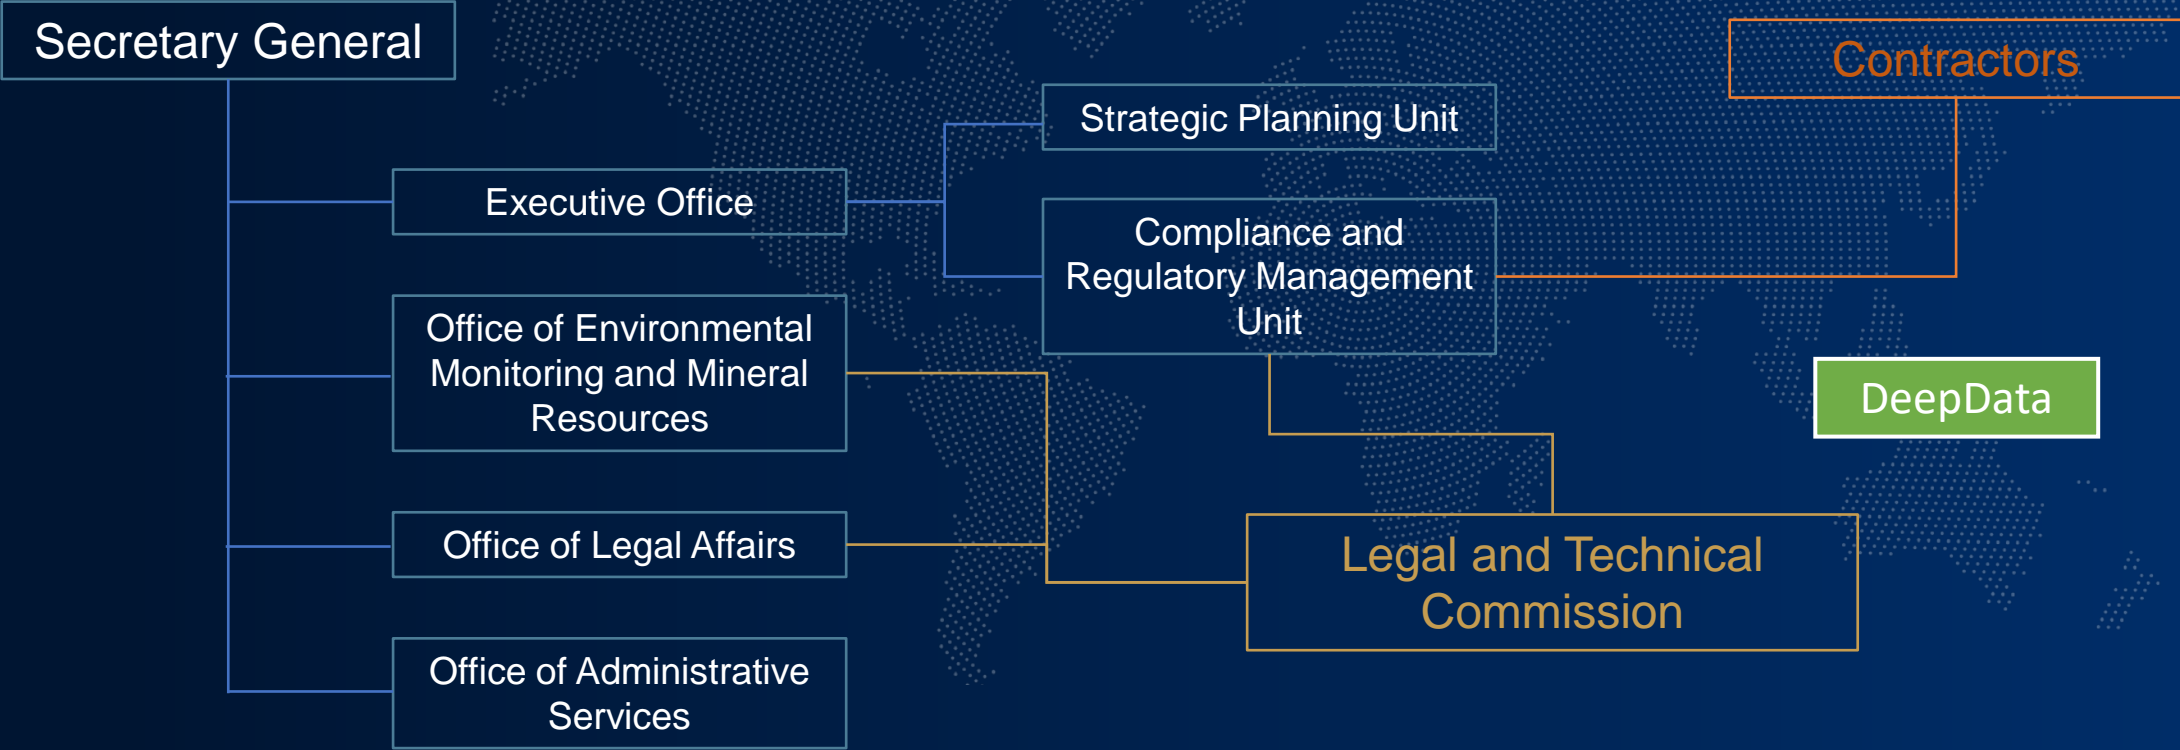 Secretary General
Contractors
Strategic Planning Unit
Executive Office
Compliance and
Regulatory Management
Unit
Office of Environmental
Monitoring and Mineral
Resources
DeepData
Office of Legal Affairs
Legal and Technical
Commission
Office of Administrative
Services